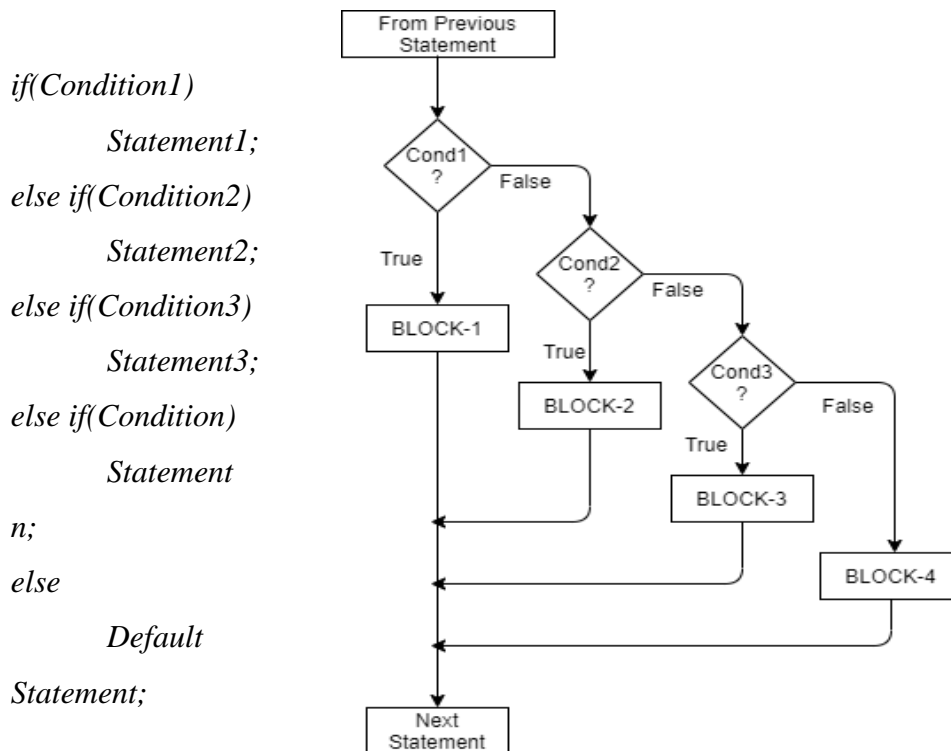 if(Condition1)
Statement1;
else if(Condition2)
Statement2;
else if(Condition3)
Statement3;
else if(Condition)
Statement
n;
else
Default
Statement;
From Previous
Statement
Cond1
?
False
True
Cond2
?
False
BLOCK-1
True
Cond3
?
BLOCK-2
False
True
BLOCK-3
BLOCK-4
Next
Statement